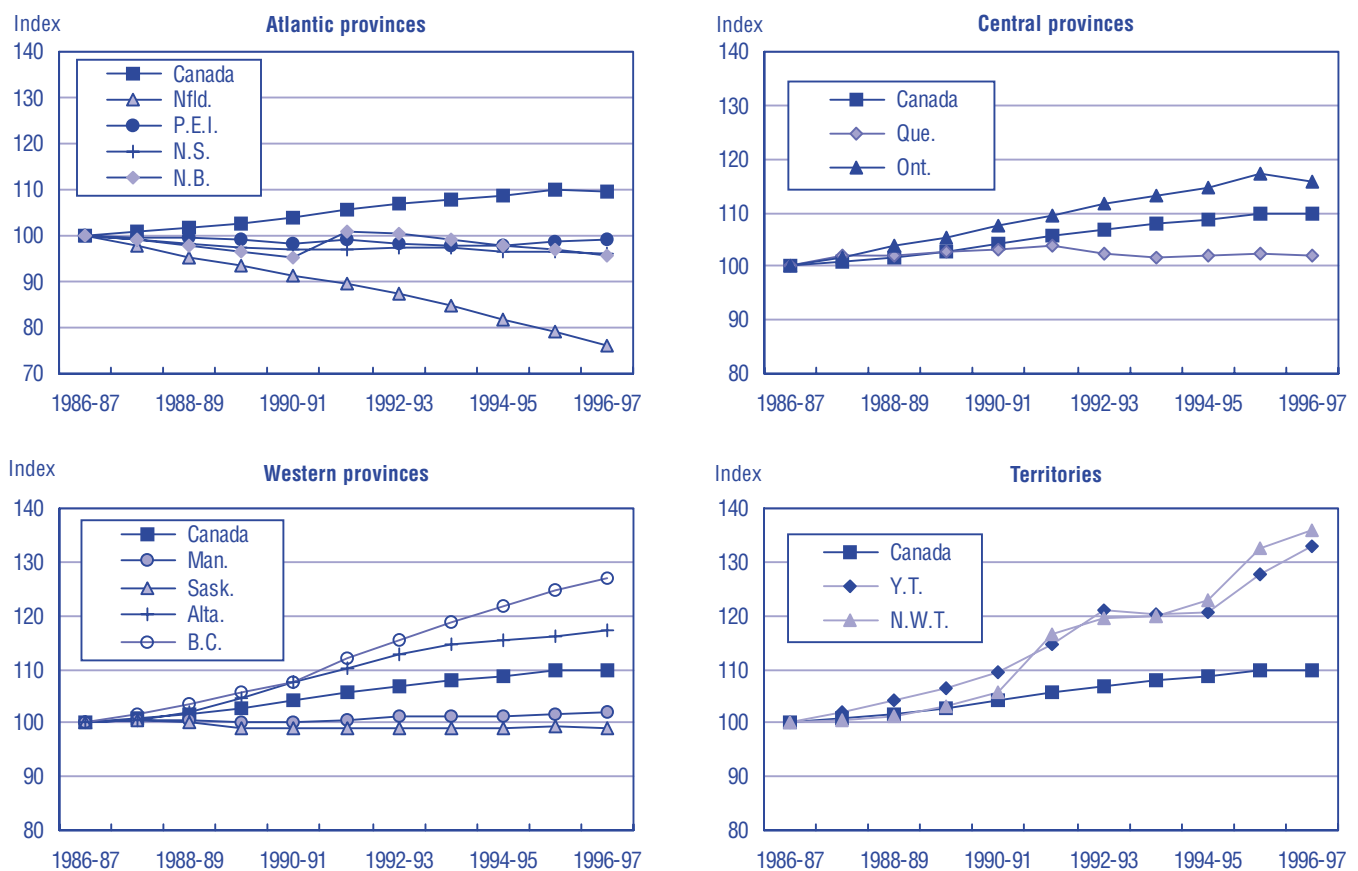 Atlantic provinces
Index
140
130
120
110
100
90
80
70
Canada
Nfld.
P.E.I.
N.S.
N.B.
1986-87 1988-89 1990-91 1992-93 1994-95 1996-97
Central provinces
Index
140
130
120
110
100
90
80
Canada
Que.
Ont.
1986-87 1988-89 1990-91 1992-93 1994-95 1996-97
Western provinces
Index
140
130
120
110
100
90
80
Canada
Man.
Sask.
Alta.
B.C.
1986-87 1988-89 1990-91 1992-93 1994-95 1996-97
Territories
Index
140
130
120
110
100
90
80
Canada
Y.T.
N.W.T.
1986-87 1988-89 1990-91 1992-93 1994-95 1996-97